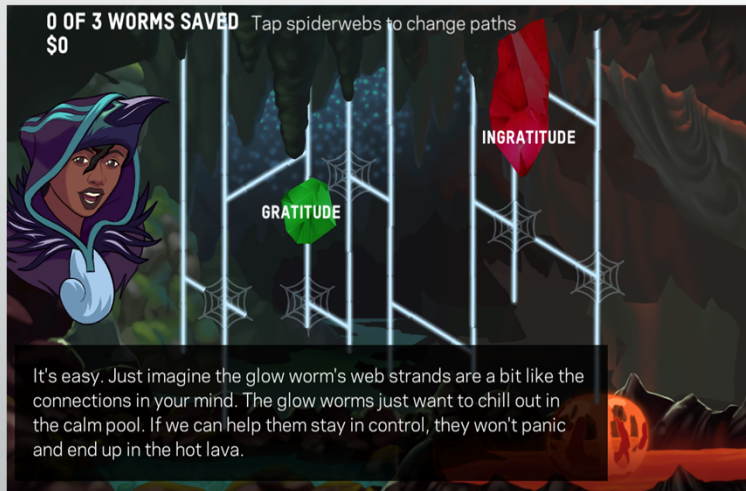 0 OF 3 WORMS SAVED Tap spiderwebs to change paths
$0
INGRATITUDE
GRATITUDE
It's easy. Just imagine the glow worm's web strands are a bit like the
connections in your mind. The glow worms just want to chill out in
the calm pool. If we can help them stay in control, they won't panic
and end up in the hot lava.